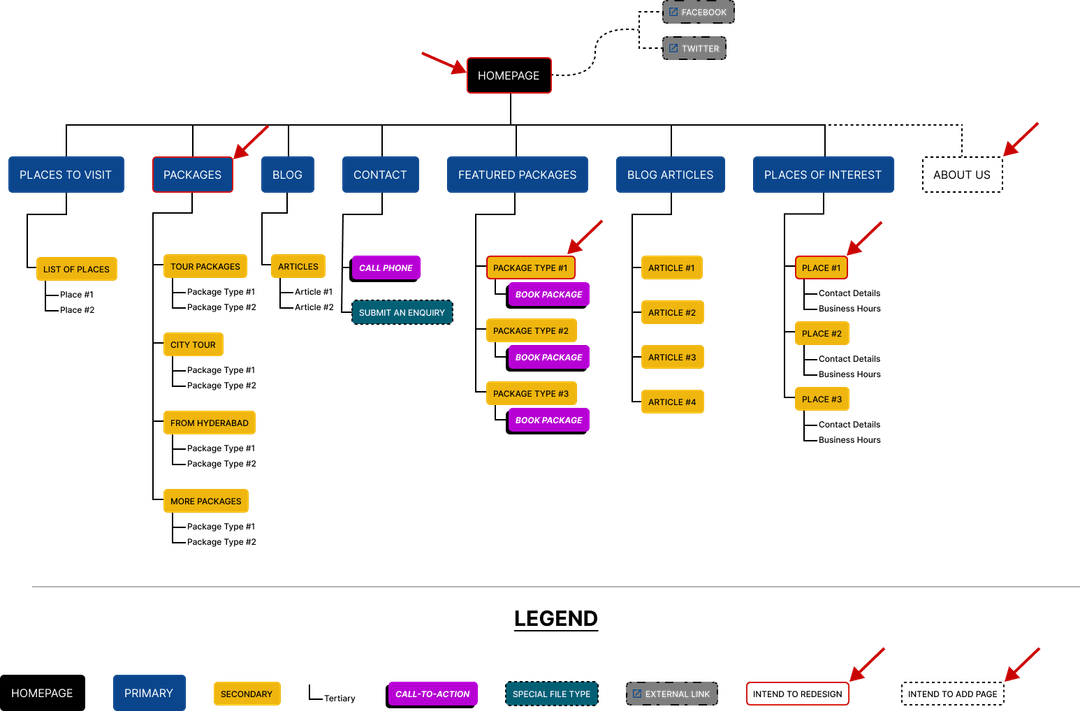 FACEBOOK
TWITTER
HOMEPAGE
PLACES TO VISIT
PACKAGES
BLOG
CONTACT
FEATURED PACKAGES
BLOG ARTICLES
PLACES OF INTEREST
ABOUT US
LIST OF PLACES
Place #1
Place #2
TOUR PACKAGES
Package Type #1
Package Type #2
CITY TOUR
Package Type #1
Package Type #2
FROM HYDERABAD
Package Type #1
Package Type #2
MORE PACKAGES
Package Type #1
Package Type #2
ARTICLES
Article #1
Article #2
CALL PHONE
SUBMIT AN ENQUIRY
PACKAGE TYPE #1
BOOK PACKAGE
PACKAGE TYPE #2
BOOK PACKAGE
PACKAGE TYPE #3
BOOK PACKAGE
ARTICLE #1
ARTICLE #2
ARTICLE #3
ARTICLE #4
PLACE #1
Contact Details
Business Hours
PLACE #2
Contact Details
Business Hours
PLACE #3
Contact Details
Business Hours
LEGEND
HOMEPAGE
PRIMARY
SECONDARY
Tertiary
CALL-TO-ACTION
SPECIAL FILE TYPE
EXTERNAL LINK
INTEND TO REDESIGN
INTEND TO ADD PAGE